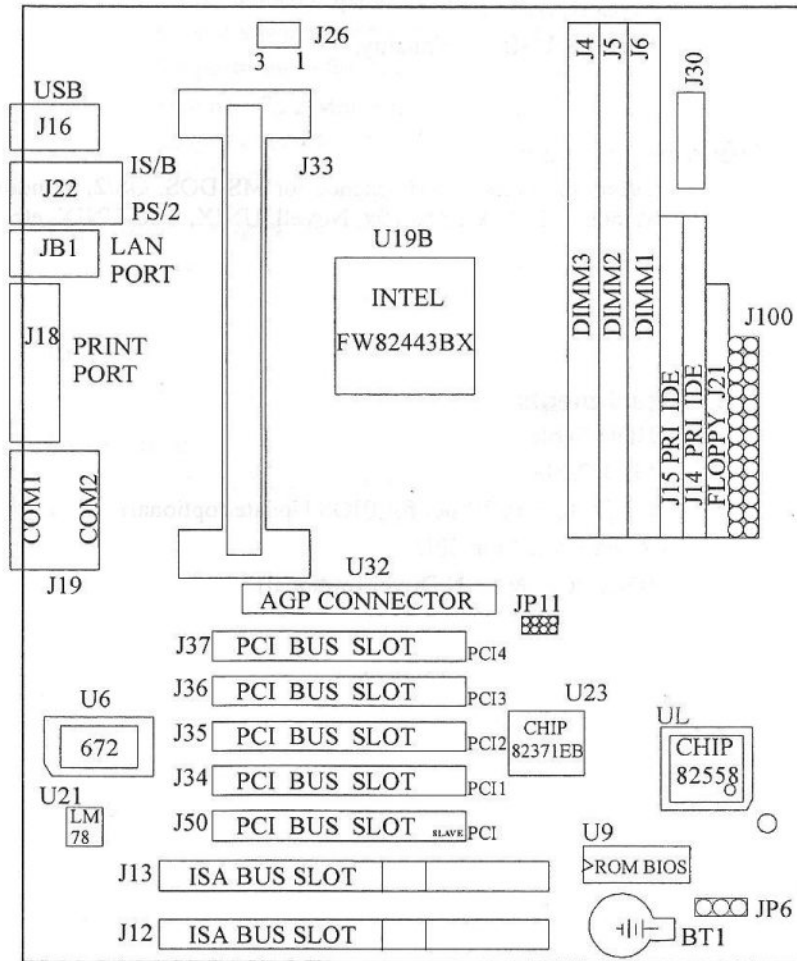 J26
3 1
USB
J16
J22
IS/B
PS/2
JB1
LAN
PORT
J18
PRINT
PORT
COM1
COM2
J19
J33
U19B
INTEL
FW82443BX
J4
J5
J6
J30
DIMM3
DIMM2
DIMM1
J15 PRI IDE
J14 PRI IDE
FLOPPY J21
J100
U32
AGP CONNECTOR
JP11
J37 PCI BUS SLOT PCI4
J36 PCI BUS SLOT PCI3
J35 PCI BUS SLOT PCI2
J34 PCI BUS SLOT PCI1
J50 PCI BUS SLOT SLAVE PCI
J13 ISA BUS SLOT
J12 ISA BUS SLOT
U6
672
U21
LM
78
U23
CHIP
82371EB
UL
CHIP
82558
U9
ROM BIOS
JP6
BT1